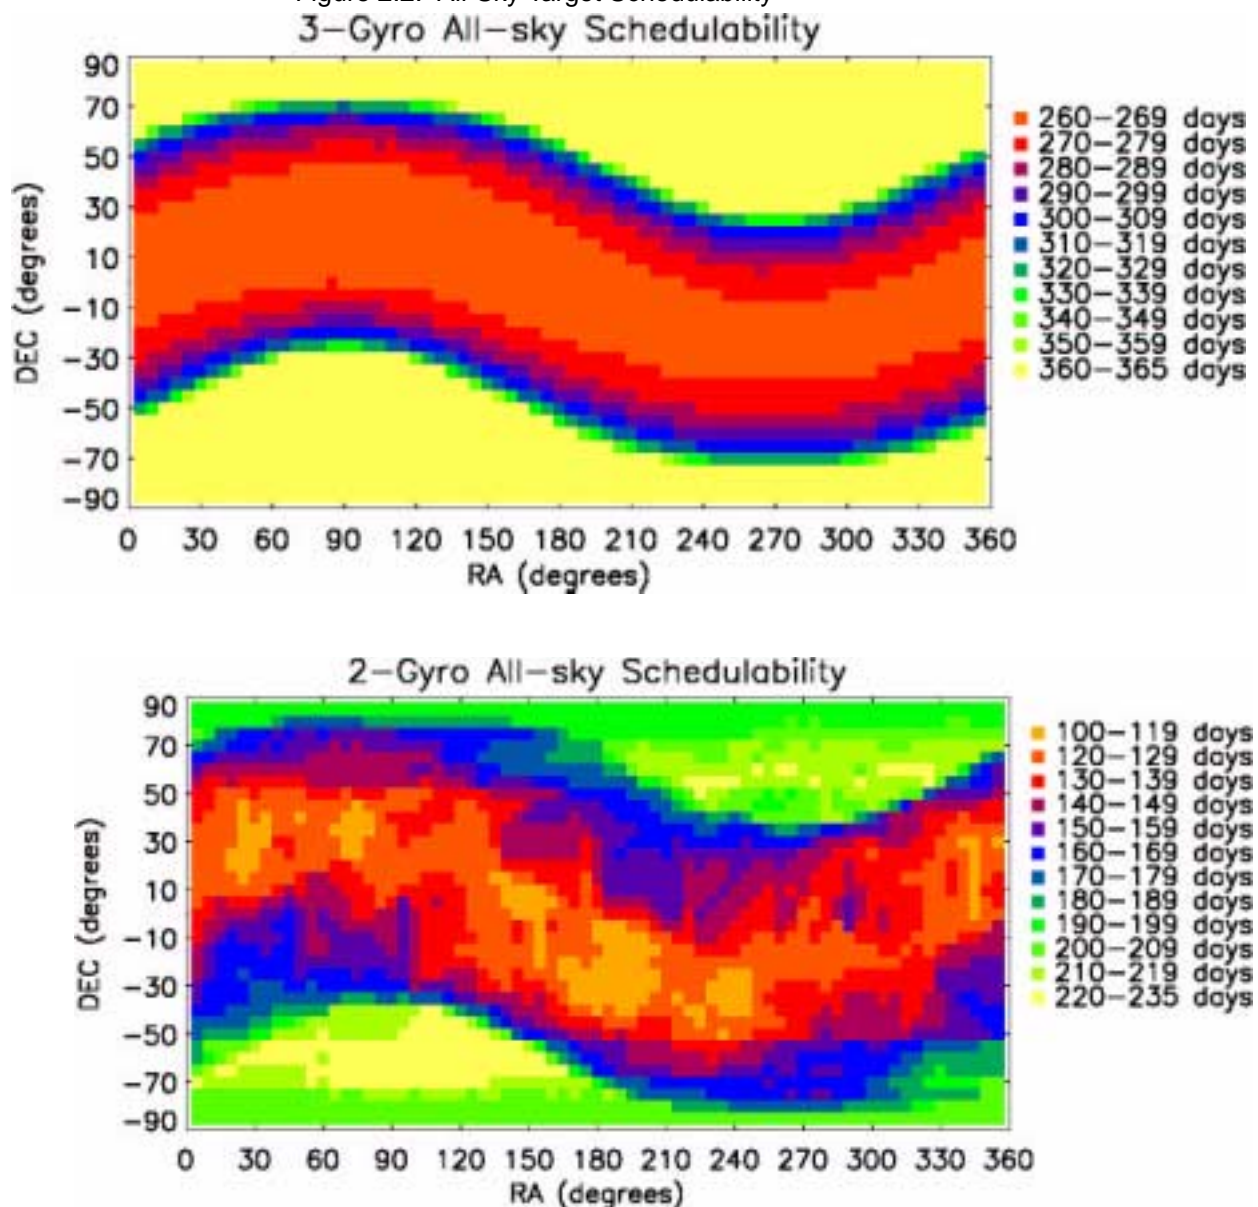 3-Gyro All-sky Schedulability
90
70
50
30
10
-10
-30
-50
-70
-90
DEC (degrees)
0 30 60 90 120 150 180 210 240 270 300 330 360
RA (degrees)
260-269 days
270-279 days
280-289 days
290-299 days
300-309 days
310-319 days
320-329 days
330-339 days
340-349 days
350-359 days
360-365 days
2-Gyro All-sky Schedulability
90
70
50
30
10
-10
-30
-50
-70
-90
DEC (degrees)
0 30 60 90 120 150 180 210 240 270 300 330 360
RA (degrees)
100-119 days
120-129 days
130-139 days
140-149 days
150-159 days
160-169 days
170-179 days
180-189 days
190-199 days
200-209 days
210-219 days
220-235 days